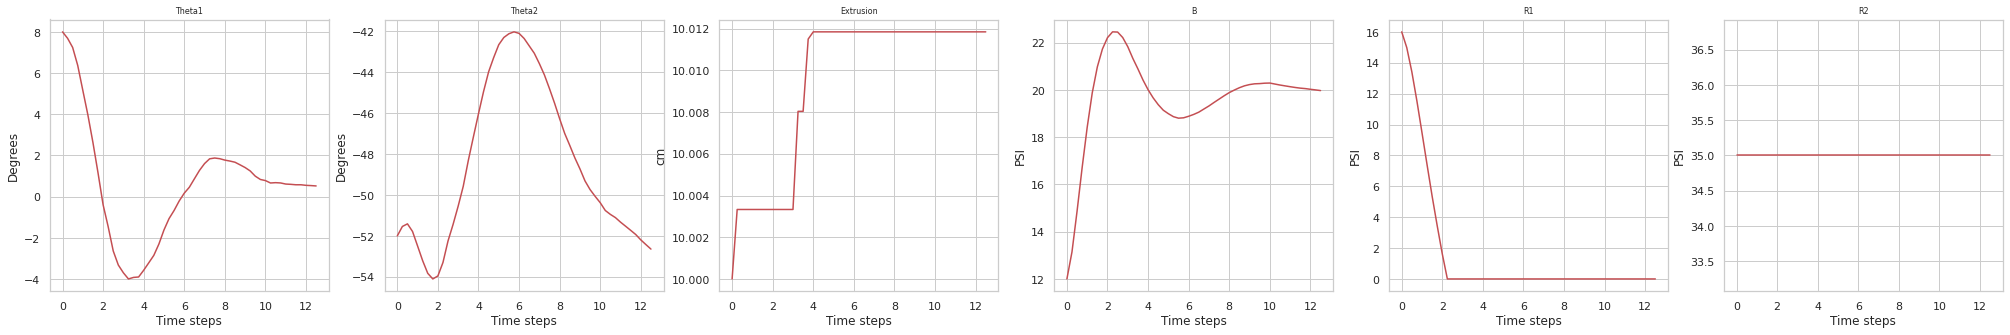 Theta1
8
6
4
2
0
−2
−4
Degrees
0 2 4 6 8 10 12
Time steps
Theta2
−42
−44
−46
−48
−50
−52
−54
Degrees
0 2 4 6 8 10 12
Time steps
Extrusion
10.012
10.010
10.008
10.006
10.004
10.002
10.000
cm
0 2 4 6 8 10 12
Time steps
B
22
20
18
16
14
12
PSI
0 2 4 6 8 10 12
Time steps
R1
16
14
12
10
8
6
4
2
0
PSI
0 2 4 6 8 10 12
Time steps
R2
36.5
36.0
35.5
35.0
34.5
34.0
33.5
PSI
0 2 4 6 8 10 12
Time steps